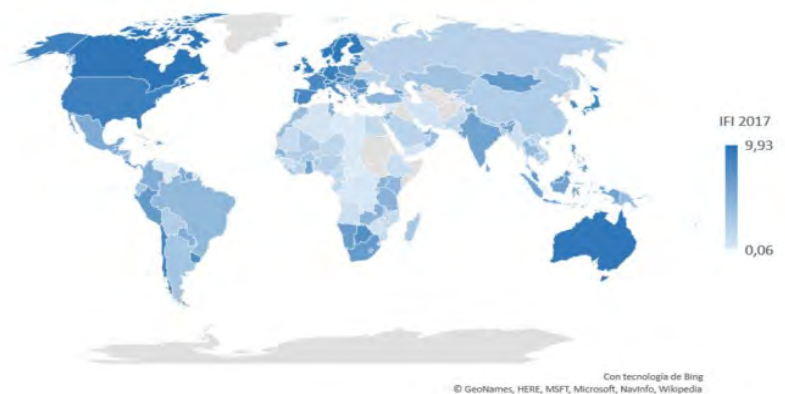 IFI 2017
9,93
0,06
Con tecnología de Bing
© GeoNames, HERE, MSFT, Microsoft, NavInfo, Wikipedia